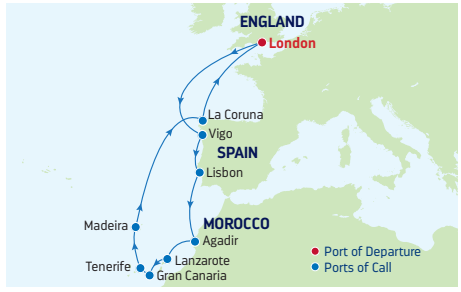 ENGLAND
London
La Coruna
Vigo
SPAIN
Lisbon
MOROCCO
Madeira
Agadir
Lanzarote
Tenerife
Gran Canaria
Port of Departure
Ports of Call